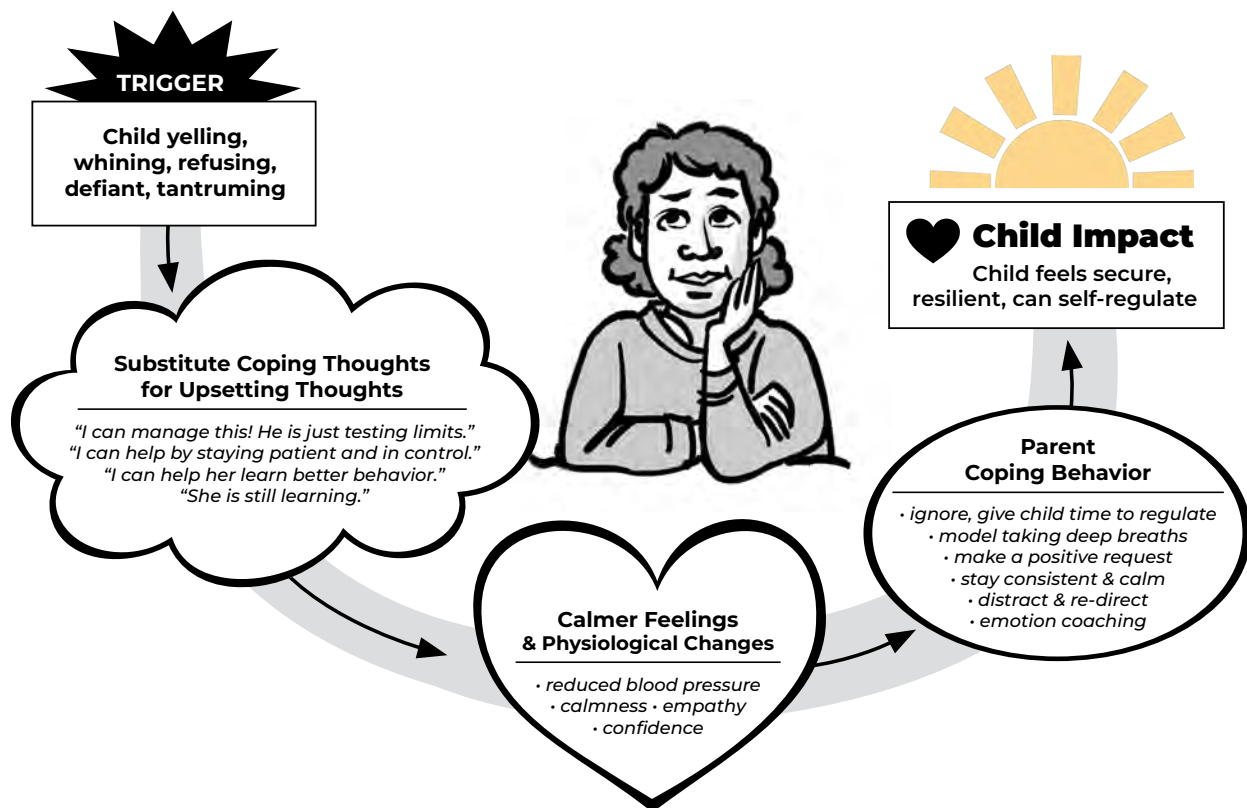 TRIGGER
Child yelling,
whining, refusing,
defiant, tantruming
Substitute Coping Thoughts
for Upsetting Thoughts
“I can manage this! He is just testing limits.”
“I can help by staying patient and in control.”
“I can help her learn better behavior.”
“She is still learning.”
Calmer Feelings
& Physiological Changes
• reduced blood pressure
• calmness • empathy
• confidence
Parent
Coping Behavior
• ignore, give child time to regulate
• model taking deep breaths
• make a positive request
• stay consistent & calm
• distract & re-direct
• emotion coaching
Child Impact
Child feels secure,
resilient, can self-regulate